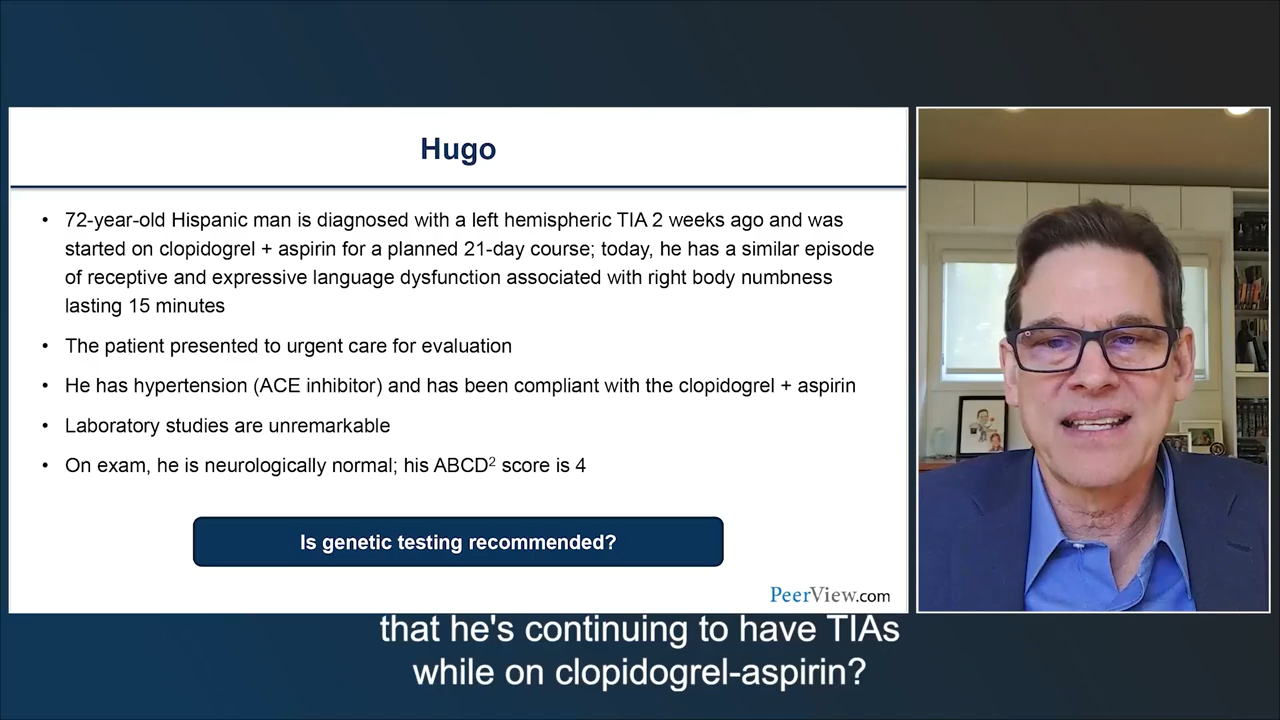 Hugo
• 72-year-old Hispanic man is diagnosed with a left hemispheric TIA 2 weeks ago and was
started on clopidogrel + aspirin for a planned 21-day course; today, he has a similar episode
of receptive and expressive language dysfunction associated with right body numbness
lasting 15 minutes
• The patient presented to urgent care for evaluation
• He has hypertension (ACE inhibitor) and has been compliant with the clopidogrel + aspirin
• Laboratory studies are unremarkable
• On exam, he is neurologically normal; his ABCD² score is 4
Is genetic testing recommended?
PeerView.com
that he's continuing to have TIAs
while on clopidogrel-aspirin?